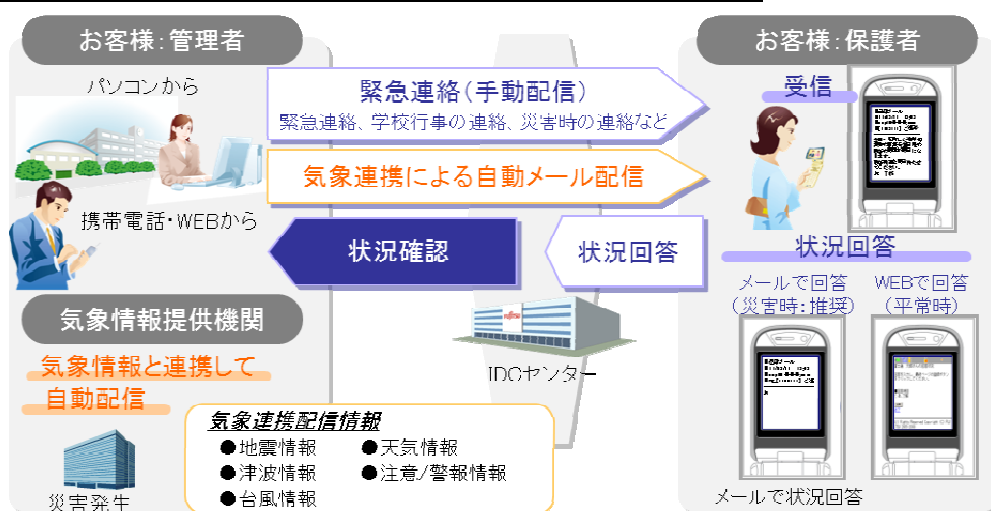 お客様：管理者
お客様：保護者
パソコンから
緊急連絡（手動配信）
緊急連絡、学校行事の連絡、災害時の連絡など
受信
気象連携による自動メール配信
携帯電話・WEBから
状況確認
状況回答
状況回答
メールで回答
（災害時：推奨）
WEBで回答
（平常時）
気象情報提供機関
FUJITSU
IDCセンター
気象情報と連携して
自動配信
気象連携配信情報
●地震情報
●天気情報
●津波情報
●注意/警報情報
●台風情報
災害発生
メールで状況回答